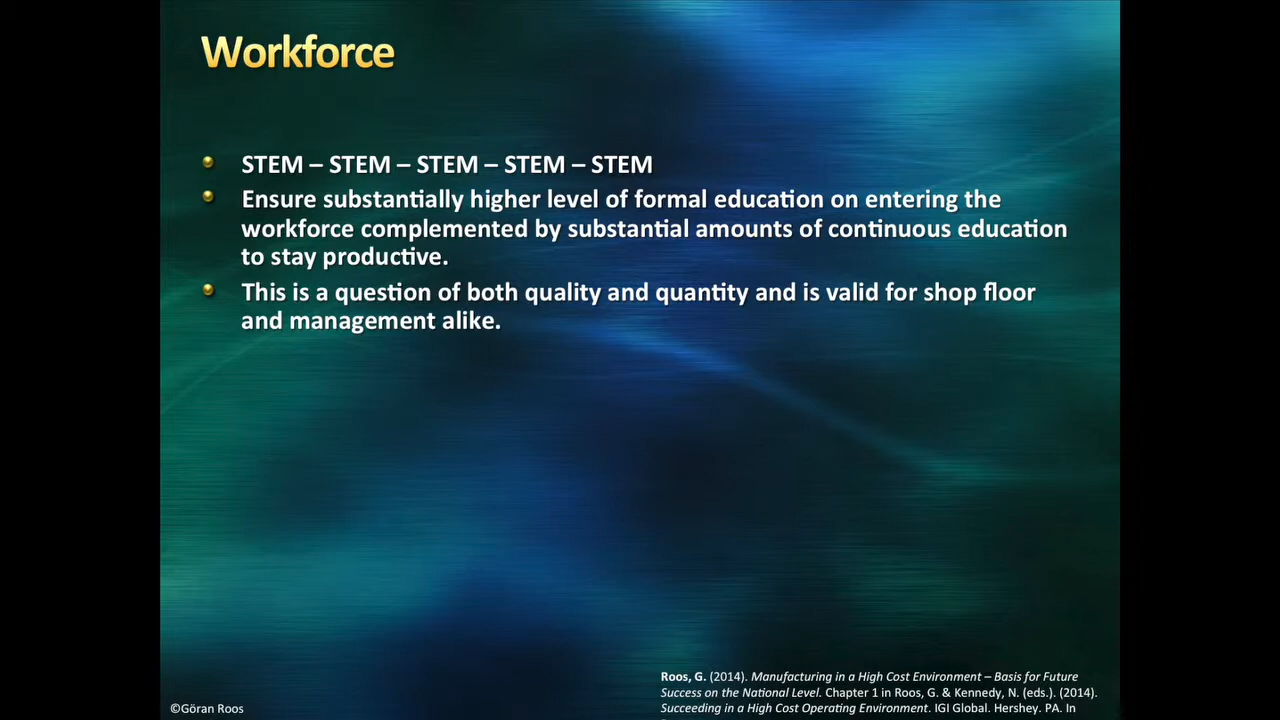 Workforce
STEM – STEM – STEM – STEM – STEM
Ensure substantially higher level of formal education on entering the
workforce complemented by substantial amounts of continuous education
to stay productive.
This is a question of both quality and quantity and is valid for shop floor
and management alike.
Roos, G. (2014). Manufacturing in a High Cost Environment – Basis for Future
Success on the National Level. Chapter 1 in Roos, G. & Kennedy, N. (eds.). (2014).
Succeeding in a High Cost Operating Environment. IGI Global. Hershey. PA. In
©Göran Roos